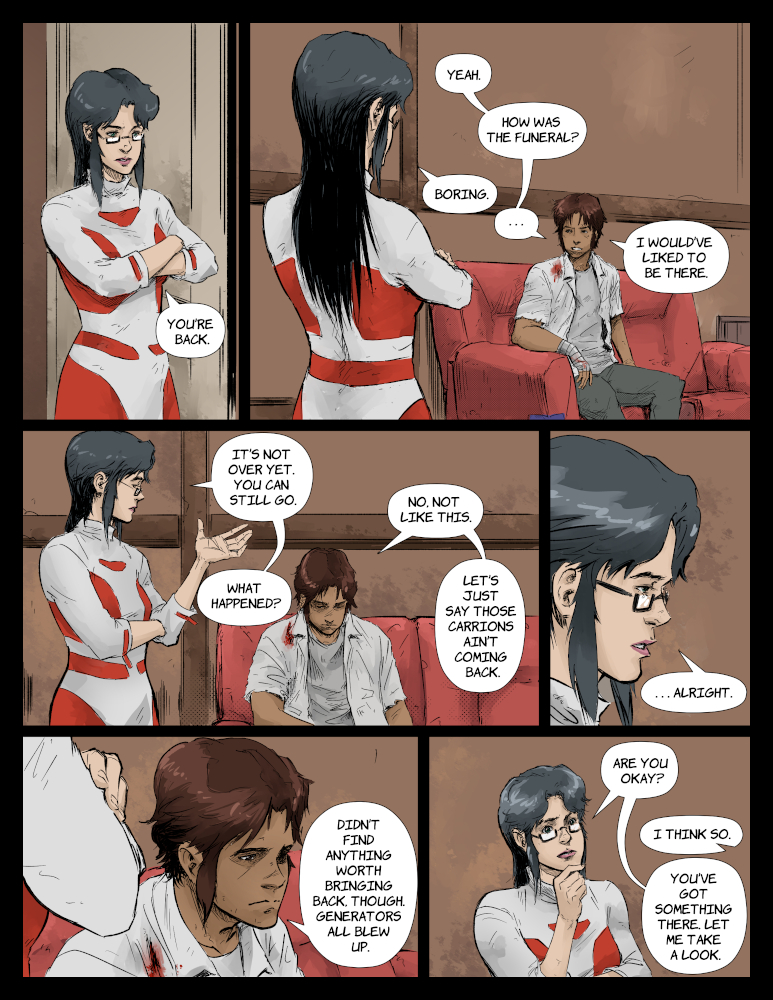 YOU'RE
BACK.
YEAH.
HOW WAS
THE FUNERAL?
BORING.
...
I WOULD'VE
LIKED TO
BE THERE.
IT'S NOT
OVER YET.
YOU CAN
STILL GO.
WHAT
HAPPENED?
NO. NOT
LIKE THIS.
LET'S
JUST
SAY THOSE
CARRIONS
AIN'T
COMING
BACK.
...ALRIGHT.
DIDN'T
FIND
ANYTHING
WORTH
BRINGING
BACK, THOUGH.
GENERATORS
ALL BLEW
UP.
ARE YOU
OKAY?
I THINK SO.
YOU'VE
GOT
SOMETHING
THERE. LET
ME TAKE
A LOOK.